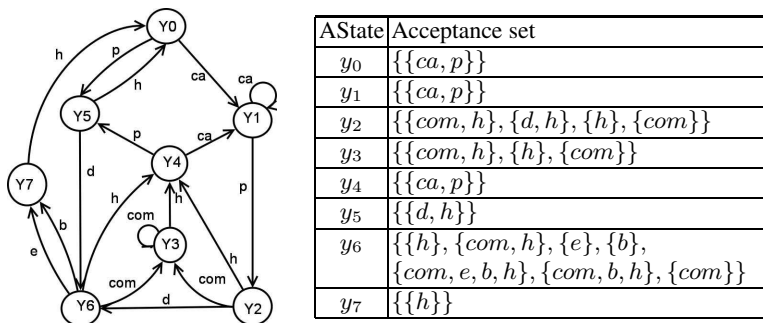 Y0
h
p
h
ca
ca
Y5
Y1
p
ca
Y4
d
Y7
h
p
com
h
b
Y3
e
com
com
h
Y6
d
Y2
AState Acceptance set
y0 {{ca, p}}
y1 {{ca, p}}
y2 {{com, h}, {d, h}, {h}, {com}}
y3 {{com, h}, {h}, {com}}
y4 {{ca, p}}
y5 {{d, h}}
y6 {{h}, {com, h}, {e}, {b},
{com, e, b, h}, {com, b, h}, {com}}
y7 {{h}}